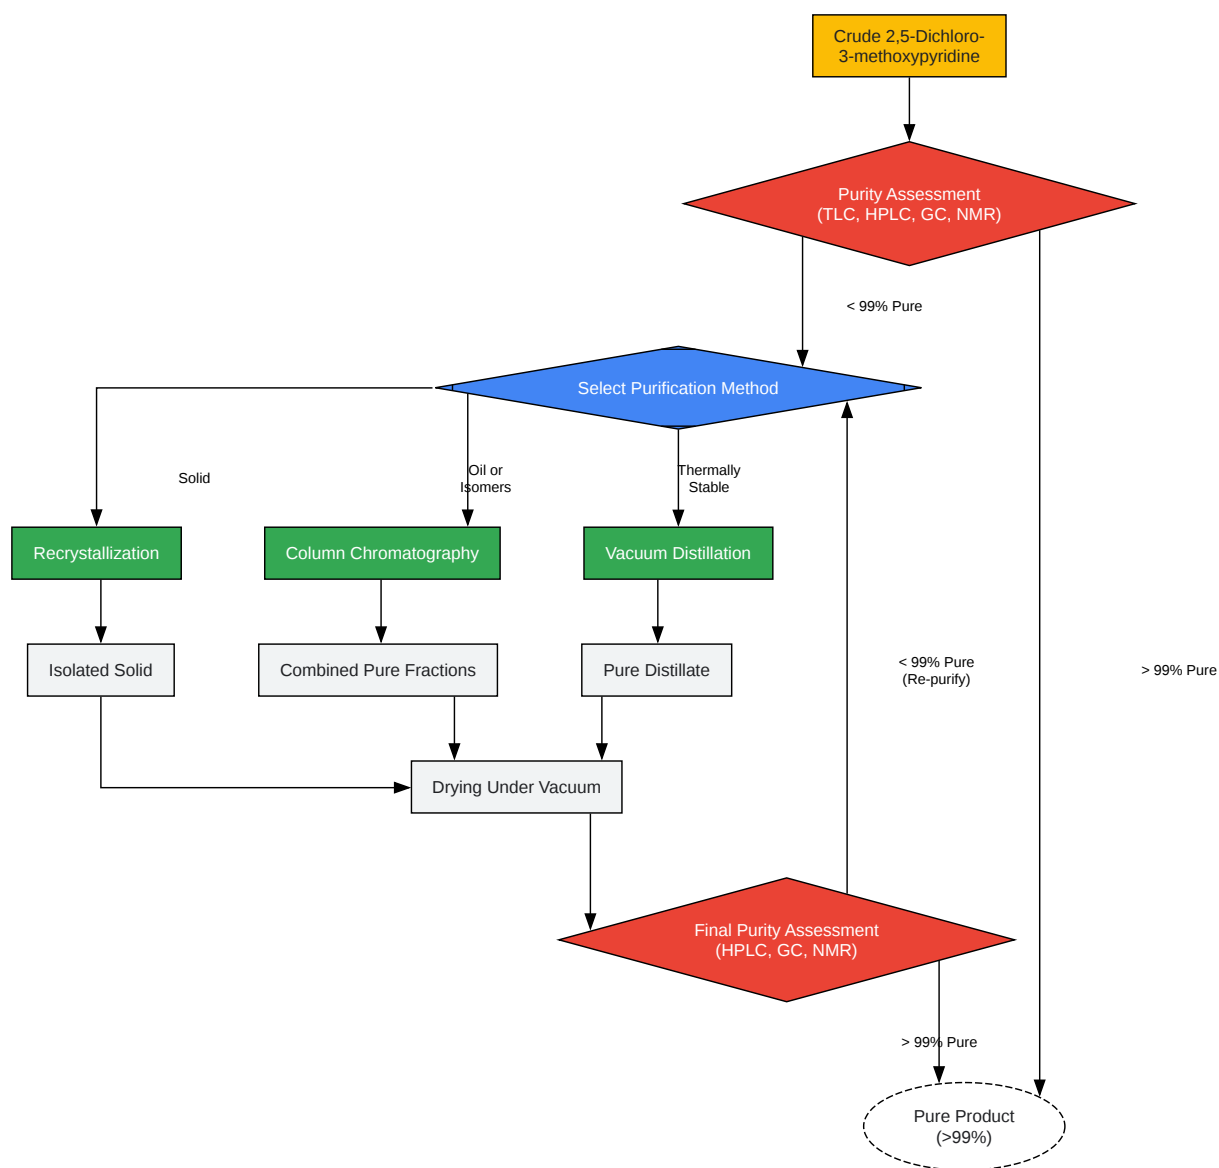 Crude 2,5-Dichloro-
3-methoxypyridine
Purity Assessment
(TLC, HPLC, GC, NMR)
< 99% Pure
Select Purification Method
Solid
Oil or
Isomers
Thermally
Stable
Recrystallization
Column Chromatography
Vacuum Distillation
Isolated Solid
Combined Pure Fractions
Pure Distillate
< 99% Pure
(Re-purify)
> 99% Pure
Drying Under Vacuum
Final Purity Assessment
(HPLC, GC, NMR)
> 99% Pure
Pure Product
(>99%)